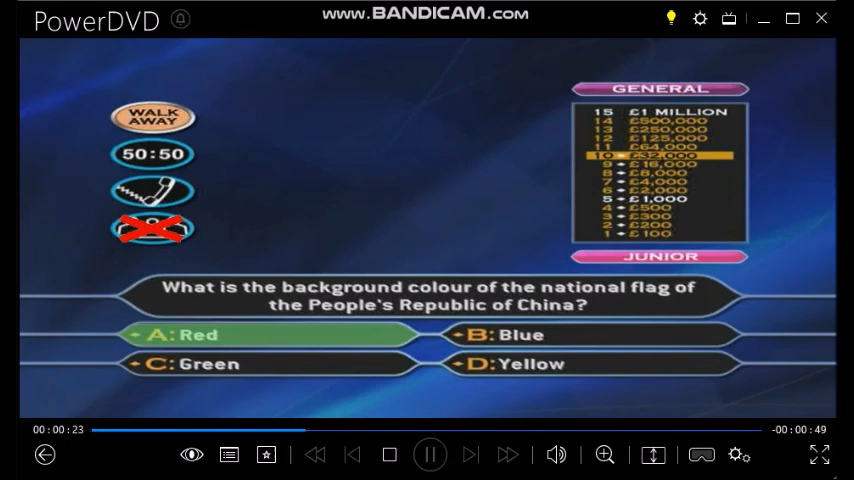 PowerDVD
WWW.BANDICAM.COM
WALK
AWAY
50:50
GENERAL
15 £1 MILLION
14 £500,000
13 £250,000
12 £125,000
11 £64,000
10 £32,000
9 £16,000
8 £8,000
7 £4,000
6 £2,000
5 £1,000
4 £500
3 £300
2 £200
1 £100
JUNIOR
What is the background colour of the national flag of
the People's Republic of China?
A: Red
B: Blue
C: Green
D: Yellow
00:00:23
-00:00:49